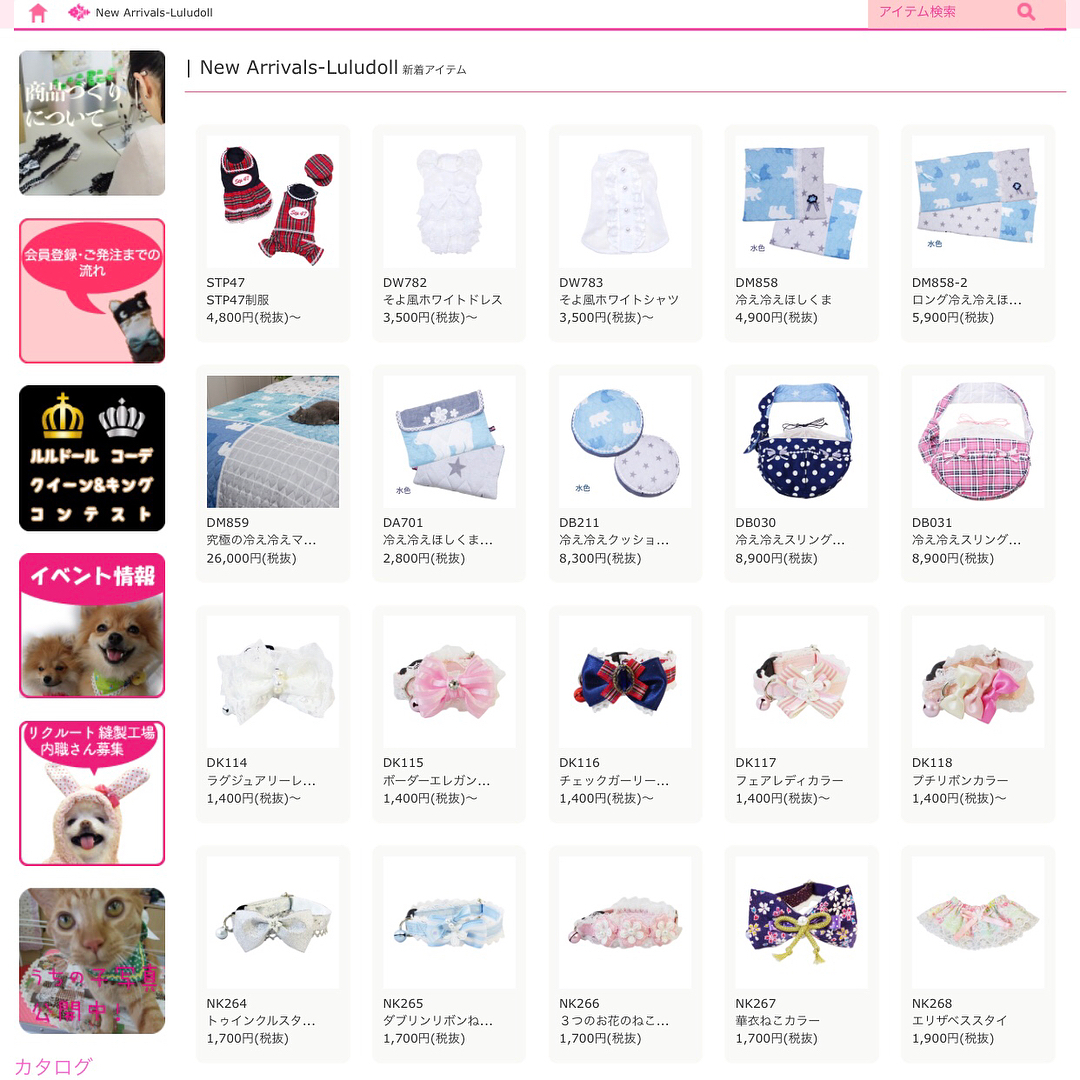 New Arrivals-Luludoll
アイテム検索
商品づくり
について
会員登録・ご発注までの
流れ
ルルドール コーデ
クイーン&キング
コンテスト
イベント情報
リクルート 縫製工場
内職さん募集
うちの子写真
公開中！
カタログ
| New Arrivals-Luludoll 新着アイテム
STP47
STP47制服
4,800円(税抜)～
DW782
そよ風ホワイトドレス
3,500円(税抜)～
DW783
そよ風ホワイトシャツ
3,500円(税抜)～
水色
DM858
冷え冷えほしくま
4,900円(税抜)
水色
DM858-2
ロング冷え冷えほ...
5,900円(税抜)
DM859
究極の冷え冷えマ...
26,000円(税抜)
水色
DA701
冷え冷えほしくま...
2,800円(税抜)
水色
DB211
冷え冷えクッショ...
8,300円(税抜)
DB030
冷え冷えスリング...
8,900円(税抜)
DB031
冷え冷えスリング...
8,900円(税抜)
DK114
ラグジュアリーレ...
1,400円(税抜)～
DK115
ボーダーエレガン...
1,400円(税抜)～
DK116
チェックガーリー...
1,400円(税抜)～
DK117
フェアレディカラー
1,400円(税抜)～
DK118
プチリボンカラー
1,400円(税抜)～
NK264
トゥインクルスタ...
1,700円(税抜)
NK265
ダブリンリボンね...
1,700円(税抜)
NK266
３つのお花のねこ...
1,700円(税抜)
NK267
華衣ねこカラー
1,700円(税抜)
NK268
エリザベススタイ
1,900円(税抜)